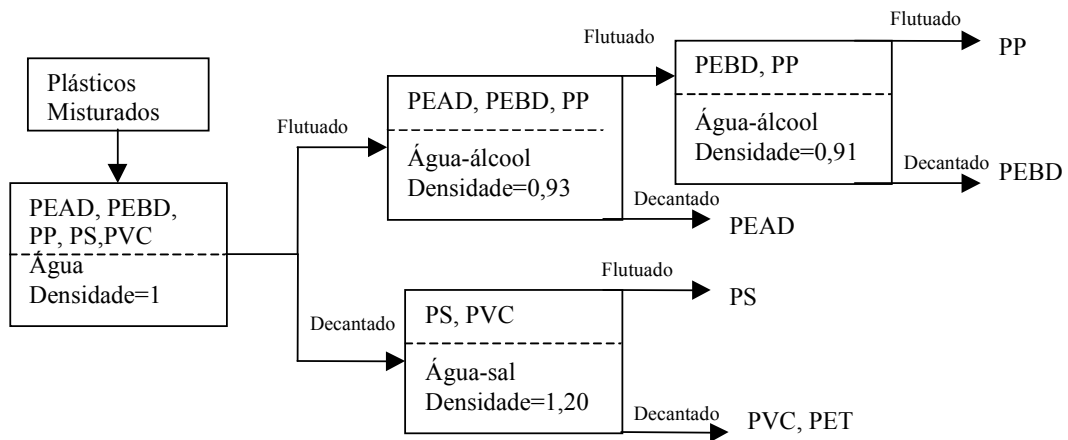 Plásticos
Misturados
PEAD, PEBD,
PP, PS,PVC
Água
Densidade=1
Flutuado
PEAD, PEBD, PP
Água-álcool
Densidade=0,93
Flutuado
PEBD, PP
Água-álcool
Densidade=0,91
Flutuado
PP
Decantado
PEBD
Decantado
PEAD
Decantado
PS, PVC
Água-sal
Densidade=1,20
Flutuado
PS
Decantado
PVC, PET